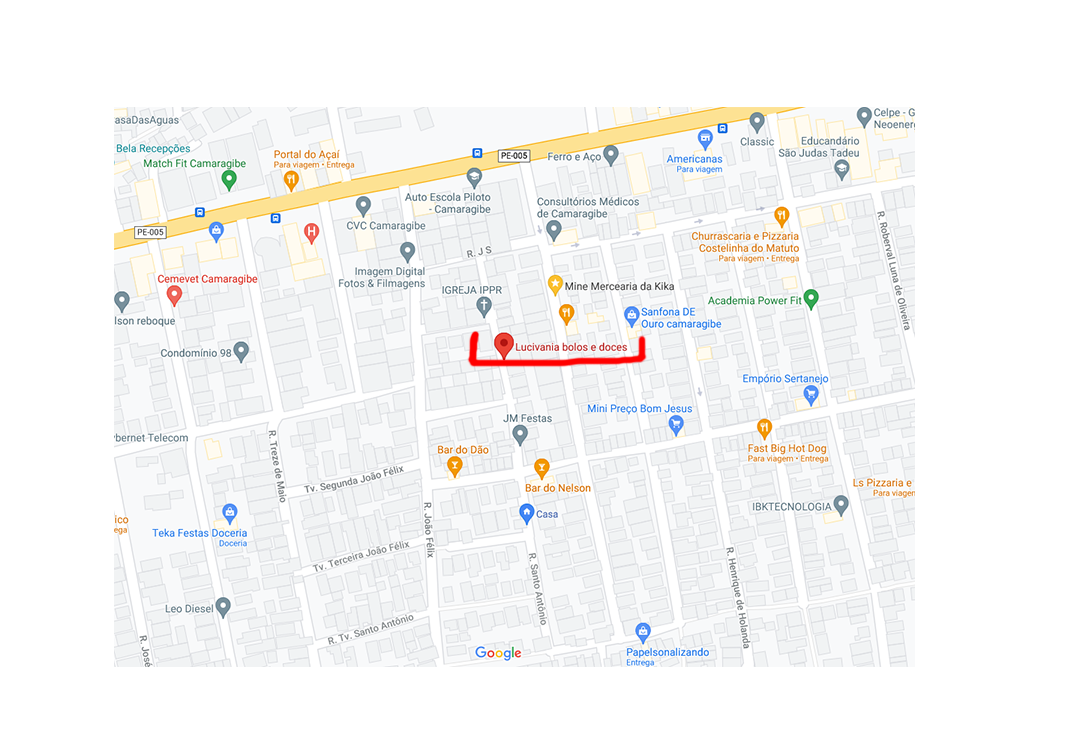 asaDasAguas
Bela Recepções
Match Fit Camaragibe
Portal do Açaí
Para viagem • Entrega
PE-005
Ferro e Aço
Americanas
Para viagem
Classic
Celpe - G
Neoener
Educandário
São Judas Tadeu
Auto Escola Piloto
- Camaragibe
CVC Camaragibe
Consultórios Médicos
de Camaragibe
PE-005
H
R. J S
Churrascaria e Pizzaria
Costelinha do Matuto
Para viagem • Entrega
R. Roberval Luna de Oliveira
Imagem Digital
Fotos & Filmagens
Cemevet Camaragibe
IGREJA IPPR
Mine Mercearia da Kika
Academia Power Fit
lson reboque
Sanfona DE
Ouro camaragibe
Condomínio 98
Lucivania bolos e doces
Empório Sertanejo
Mini Preço Bom Jesus
JM Festas
ybernet Telecom
R. Treze de Maio
Bar do Dão
Fast Big Hot Dog
Para viagem • Entrega
Tv. Segunda João Félix
Bar do Nelson
Ls Pizzaria e
Para viagem
ico
ega
R. João Félix
Casa
IBKTECNOLOGIA
Teka Festas Doceria
Doceria
Tv. Terceira João Félix
R. Santo Antônio
R. Henrique de Holanda
Leo Diesel
R. Tv. Santo Antônio
R. José
Google
Papelsonalizando
Entrega